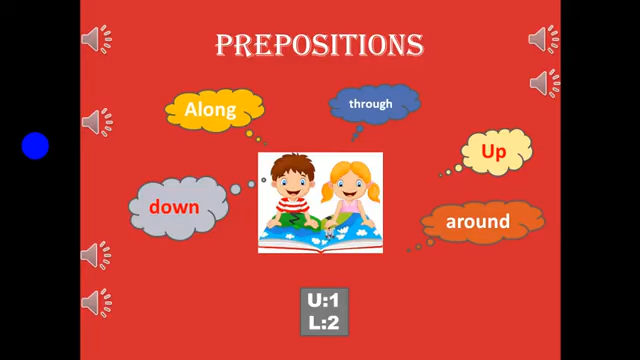 PREPOSITIONS
Along
through
Up
down
around
U:1
L:2